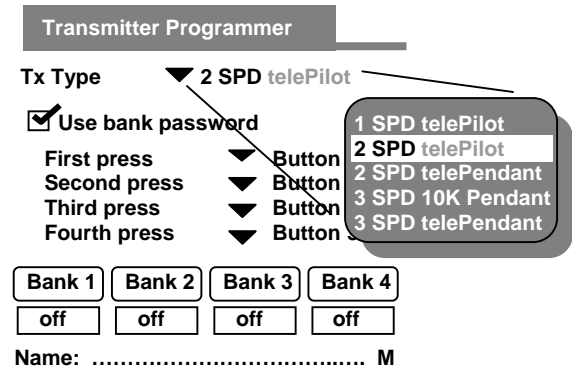 Transmitter Programmer
Tx Type 2 SPD telePilot
Use bank password
First press Button
Second press Button
Third press Button
Fourth press Button
1 SPD telePilot
2 SPD telePilot
2 SPD telePendant
3 SPD 10K Pendant
3 SPD telePendant
Bank 1 Bank 2 Bank 3 Bank 4
off off off off
Name: ……………………………..…. M